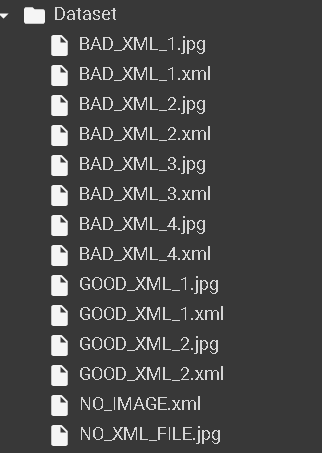 Dataset
BAD_XML_1.jpg
BAD_XML_1.xml
BAD_XML_2.jpg
BAD_XML_2.xml
BAD_XML_3.jpg
BAD_XML_3.xml
BAD_XML_4.jpg
BAD_XML_4.xml
GOOD_XML_1.jpg
GOOD_XML_1.xml
GOOD_XML_2.jpg
GOOD_XML_2.xml
NO_IMAGE.xml
NO_XML_FILE.jpg